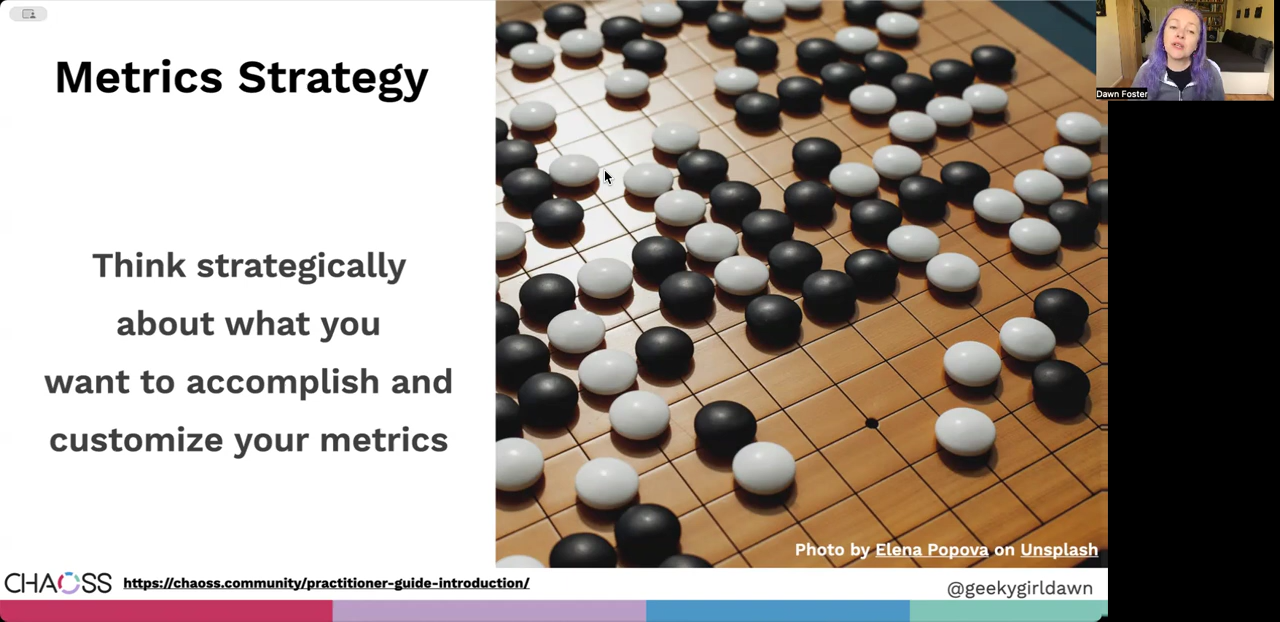 Metrics Strategy
Think strategically
about what you
want to accomplish and
customize your metrics
Dawn Foster
Photo by Elena Popova on Unsplash
CHAOSS
https://chaoss.community/practitioner-guide-introduction/
@geekygirldawn